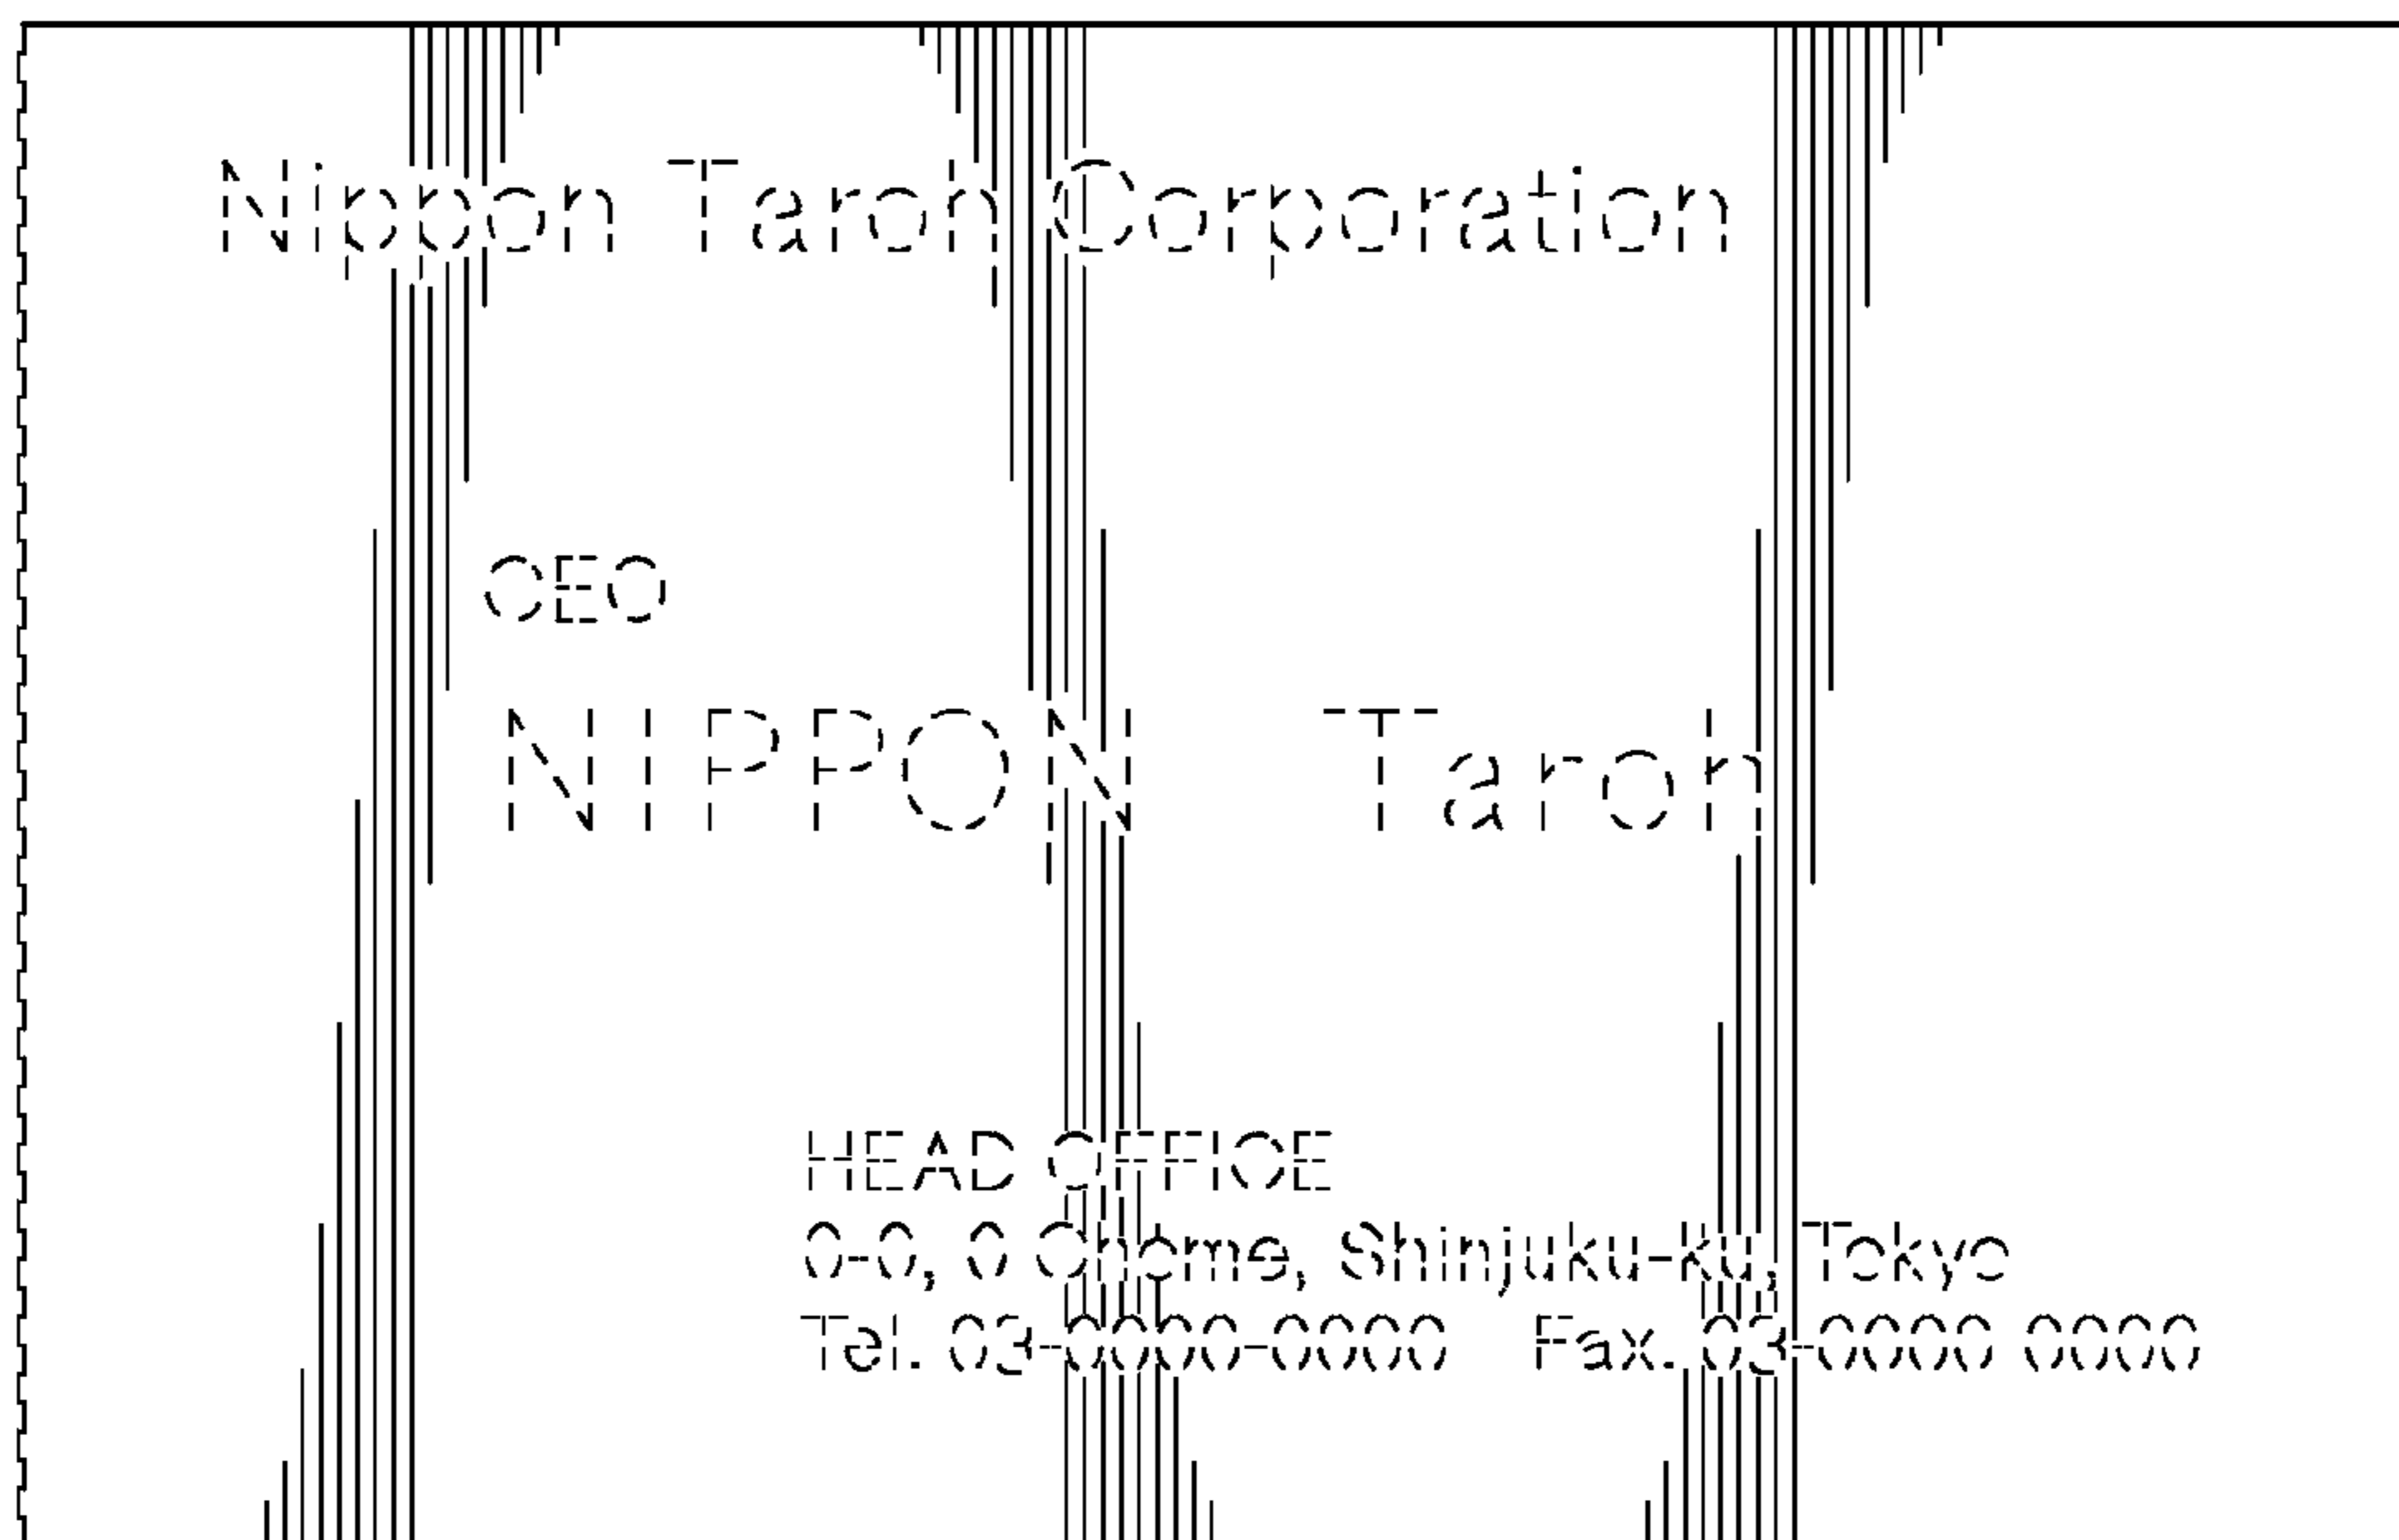 Nippon Taroh Corporation
CEO
NIPPON Taroh
HEAD OFFICE
0-0, 0 Chome, Shinjuku-ku, Tokyo
Tel. 03-0000-0000 Fax. 03-0000 0000